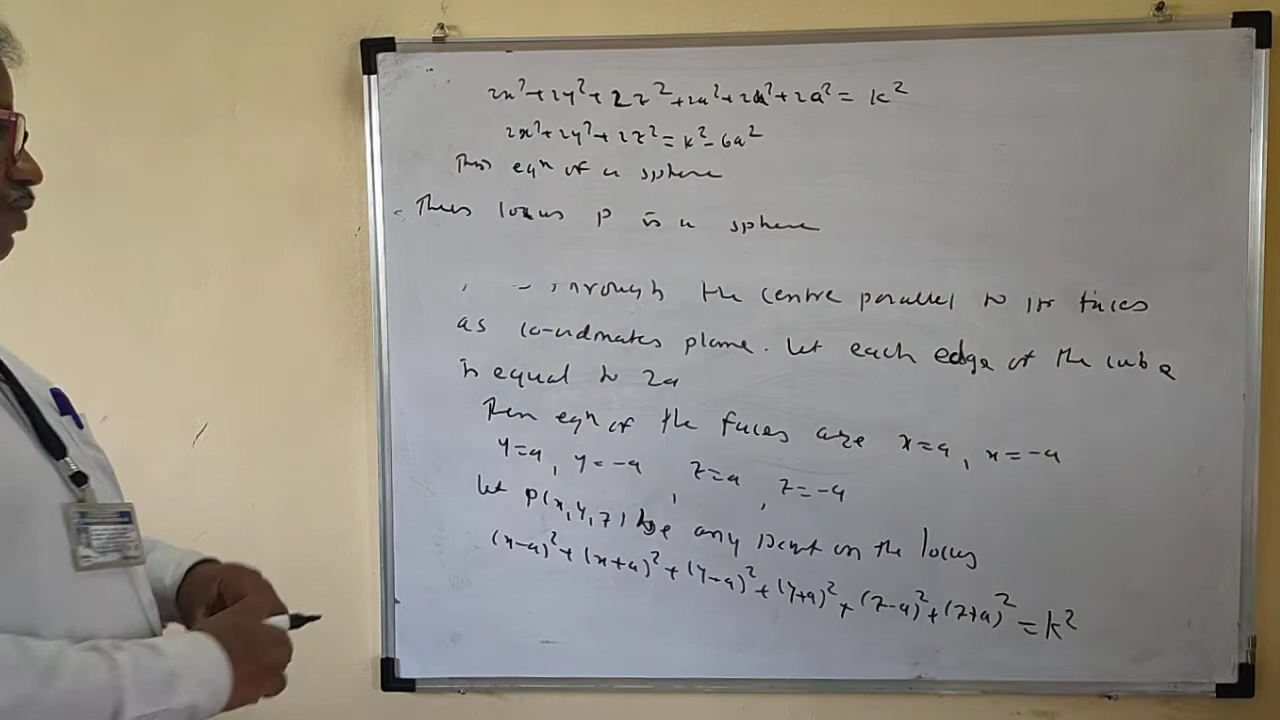 2x²+2y²+2z²+2a²+2a²+2a² = k²
2x²+2y²+2z² = k²-6a²
This eqn of a sphere
Thus locus P is a sphere
through the centre parallel to its faces
as co-ordinates plane. Let each edge of the cube
is equal to 2a
Then eqn of the faces are x=a, x=-a
y=a, y=-a, z=a, z=-a
Let P(x,y,z) be any point on the locus
(x-a)²+(x+a)²+(y-a)²+(y+a)²+(z-a)²+(z+a)² = k²